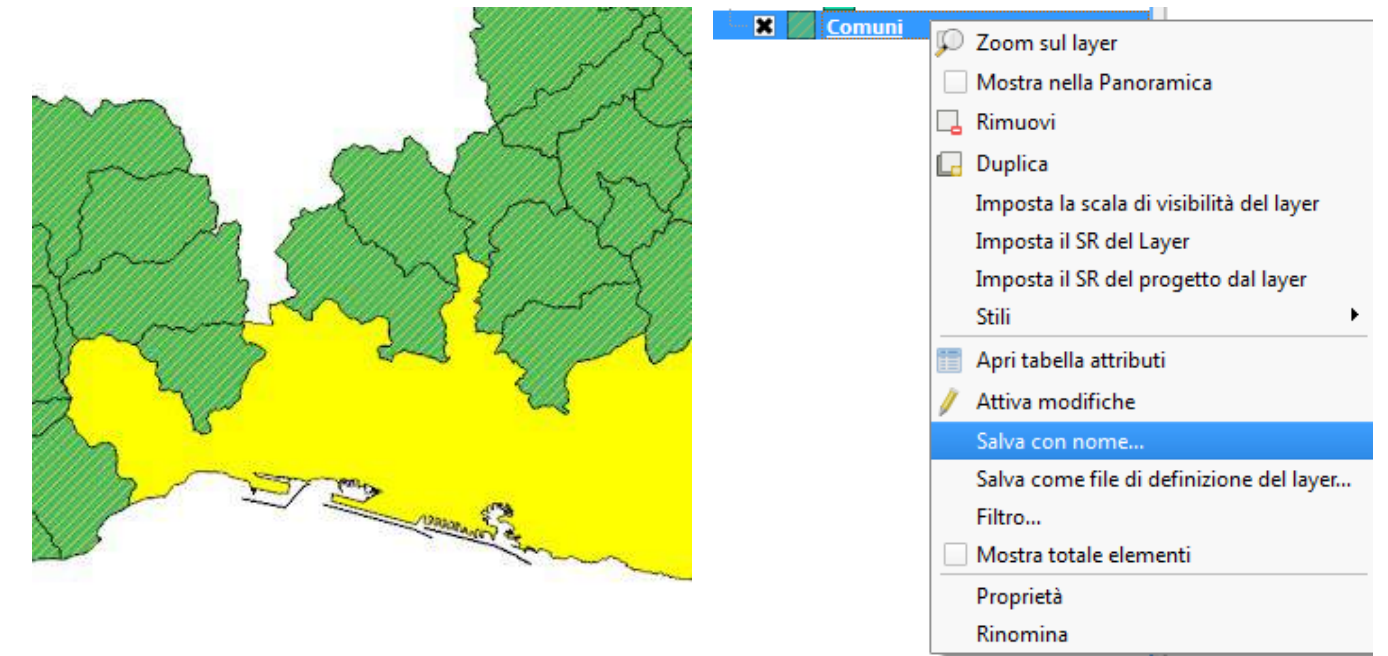 Comuni
Zoom sul layer
Mostra nella Panoramica
Rimuovi
Duplica
Imposta la scala di visibilità del layer
Imposta il SR del Layer
Imposta il SR del progetto dal layer
Stili
Apri tabella attributi
Attiva modifiche
Salva con nome...
Salva come file di definizione del layer...
Filtro...
Mostra totale elementi
Proprietà
Rinomina